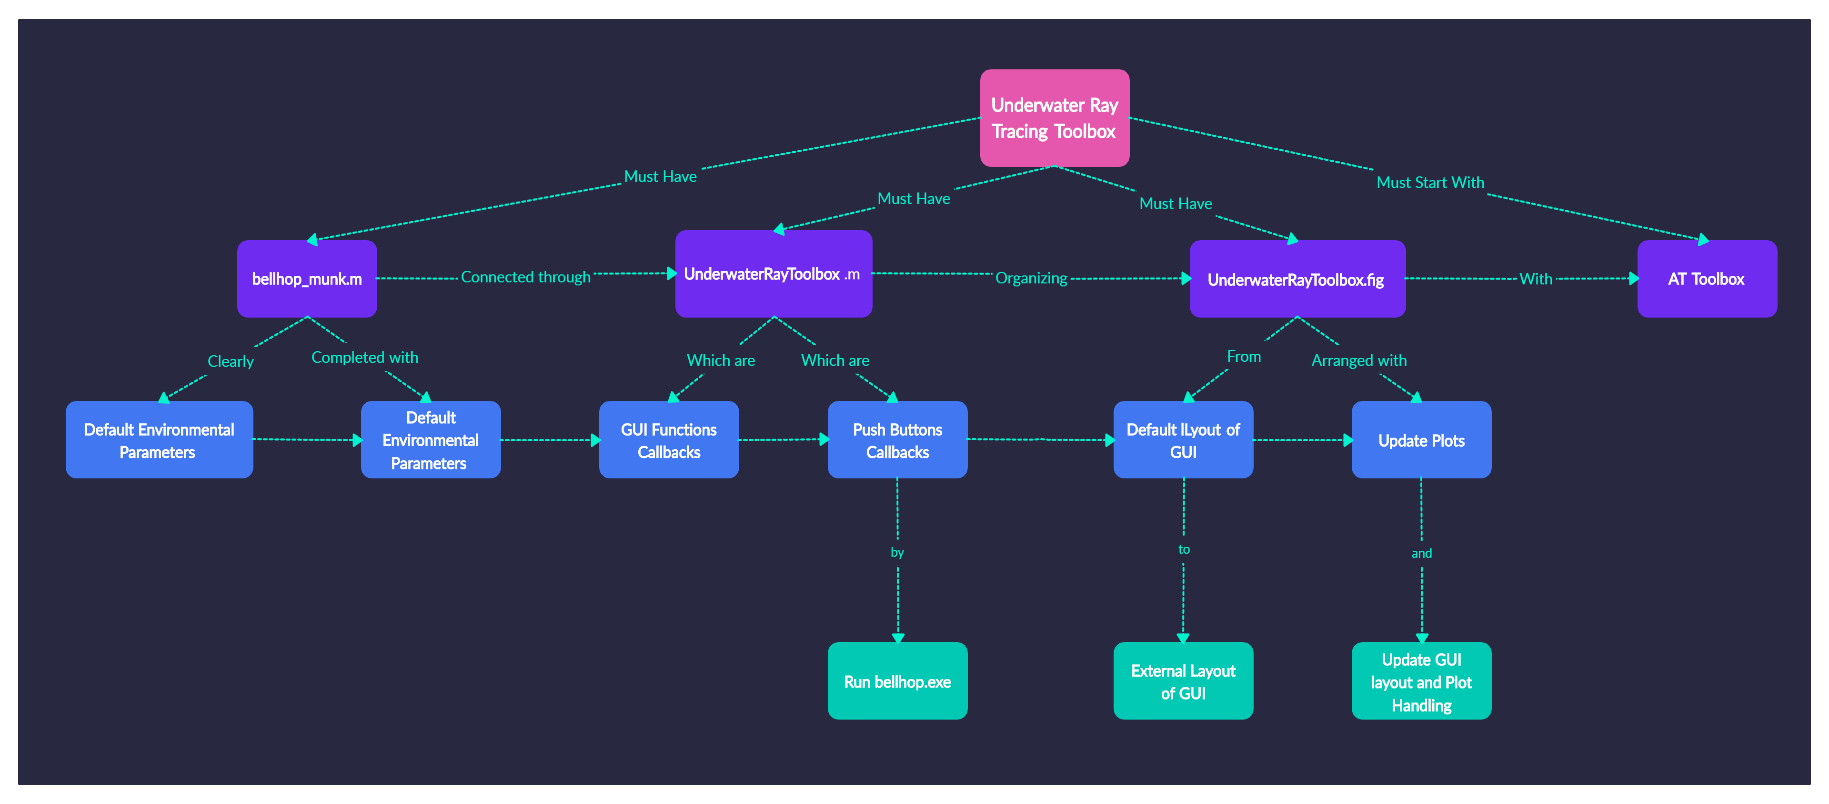 Underwater Ray
Tracing Toolbox
Must Have
Must Have
Must Have
Must Start With
bellhop_munk.m
Connected through
UnderwaterRayToolbox .m
Organizing
UnderwaterRayToolbox.fig
With
AT Toolbox
Clearly
Completed with
Which are
Which are
From
Arranged with
Default Environmental
Parameters
Default
Environmental
Parameters
GUI Functions
Callbacks
Push Buttons
Callbacks
Default lLyout of
GUI
Update Plots
by
to
and
Run bellhop.exe
External Layout
of GUI
Update GUI
layout and Plot
Handling